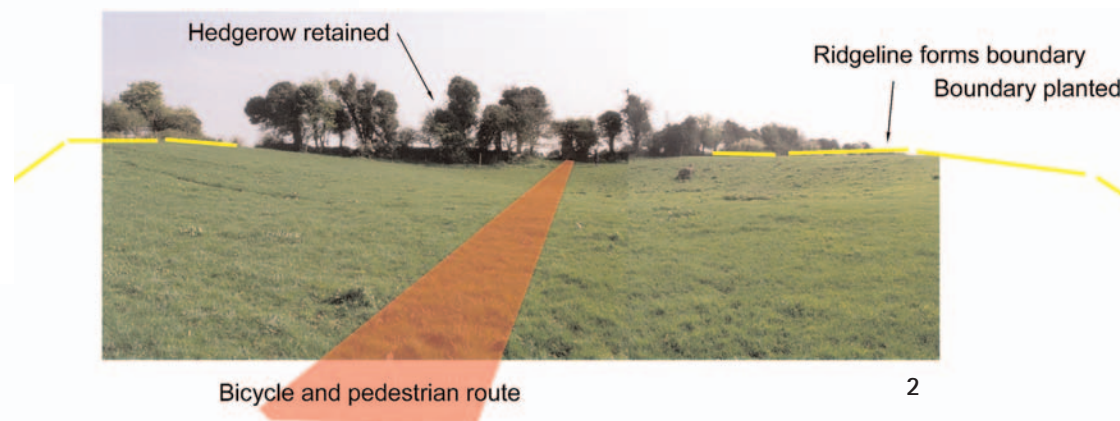 Hedgerow retained
Ridgeline forms boundary
Boundary planted
Bicycle and pedestrian route
2